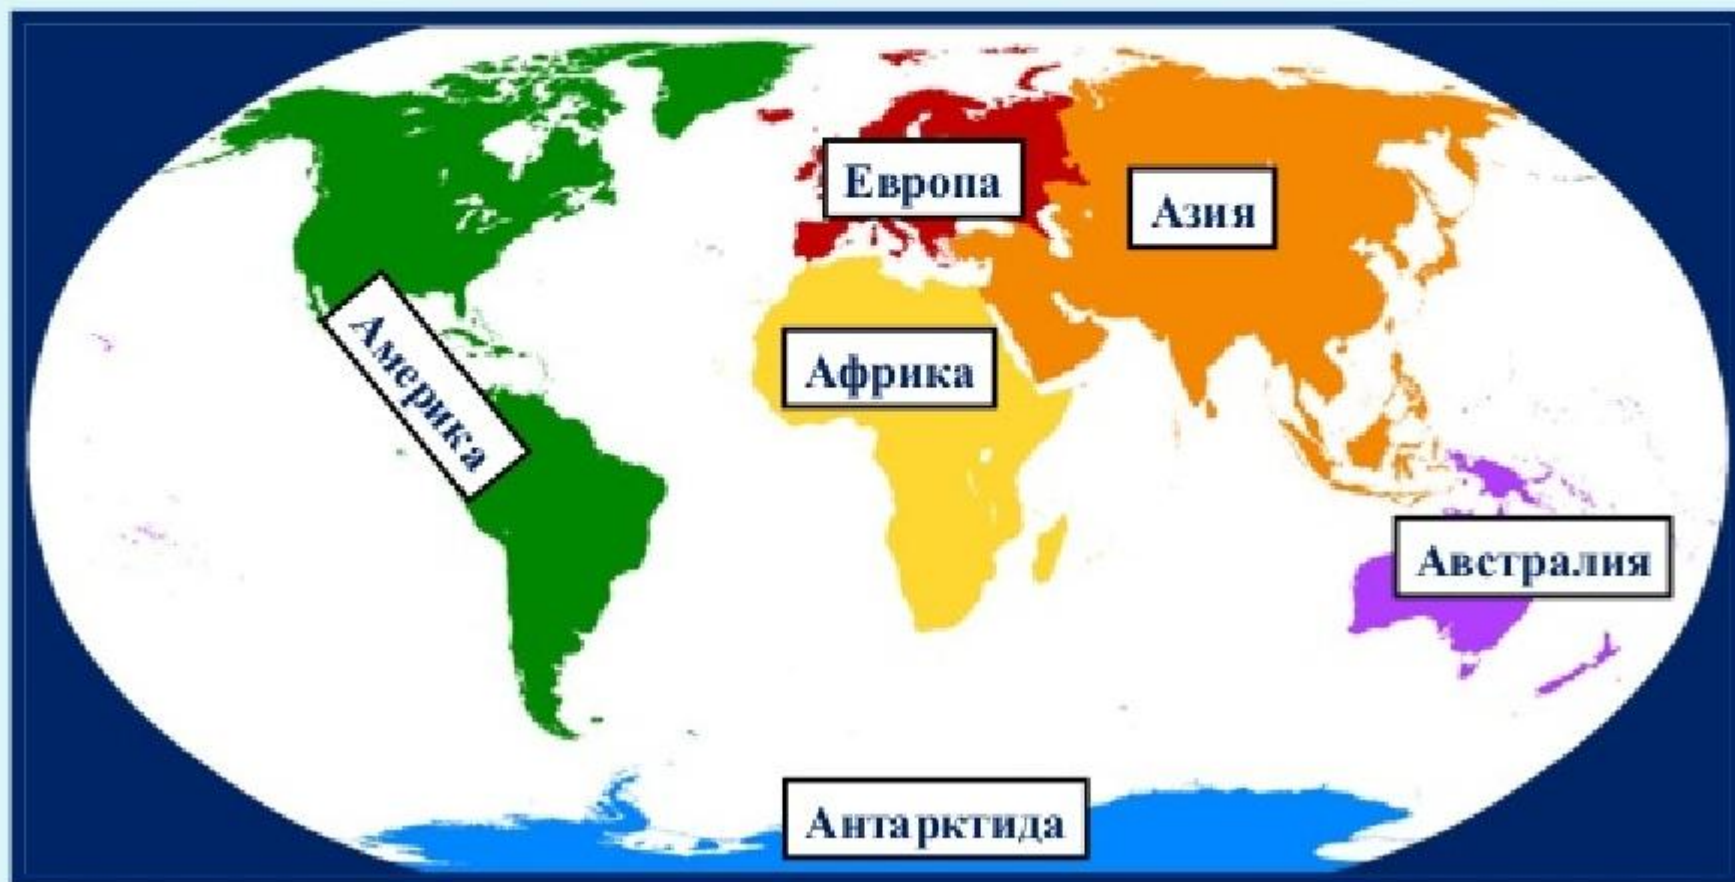 Европа
Азия
Америка
Африка
Австралия
Антарктида